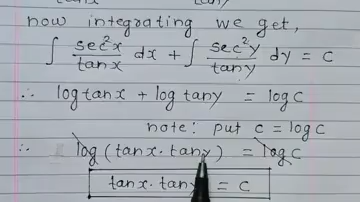 now integrating we get,
∫ sec²x/tanx dx + ∫ sec²y/tany dy = c
∴ log tanx + log tany = log c
note: put c = log c
∴ log (tanx · tany) = log c
tanx · tany = c